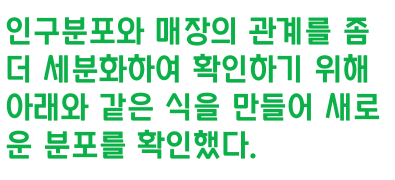 인구분포와 매장의 관계를 좀
더 세분화하여 확인하기 위해
아래와 같은 식을 만들어 새로
운 분포를 확인했다.